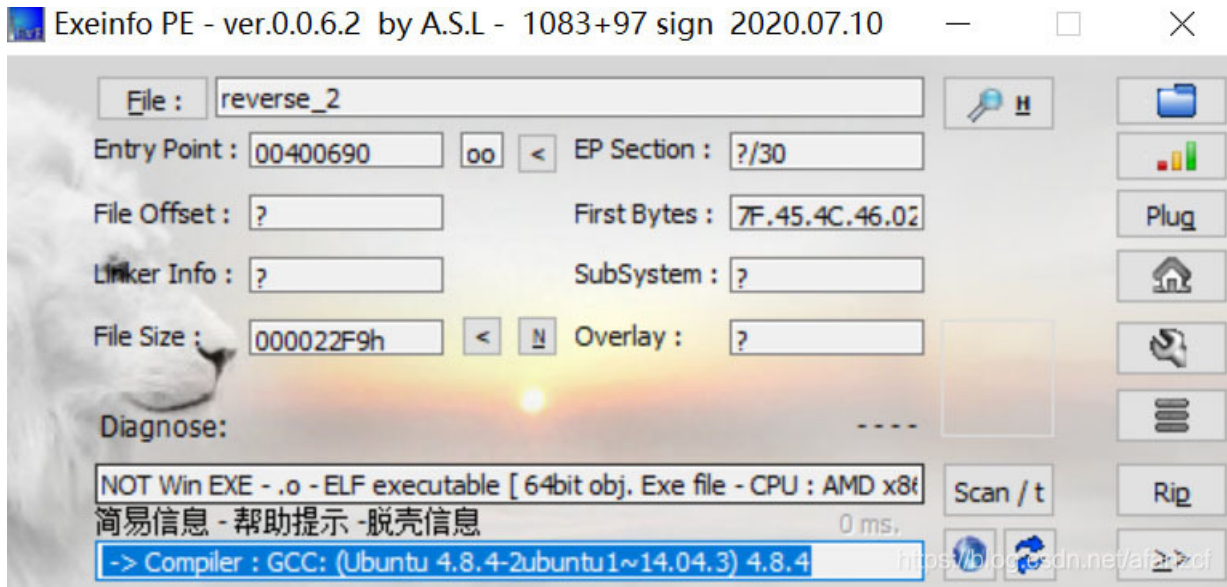 Exeinfo PE - ver.0.0.6.2 by A.S.L - 1083+97 sign 2020.07.10
File : reverse_2 H
Entry Point : 00400690 oo < EP Section : ?/30
File Offset : ? First Bytes : 7F.45.4C.46.02 Plug
Linker Info : ? SubSystem : ?
File Size : 000022F9h < N Overlay : ?
Diagnose: ----
NOT Win EXE - .o - ELF executable [ 64bit obj. Exe file - CPU : AMD x86 Scan / t Rip
简易信息 - 帮助提示 -脱壳信息 0 ms.
-> Compiler : GCC: (Ubuntu 4.8.4-2ubuntu1~14.04.3) 4.8.4 >>